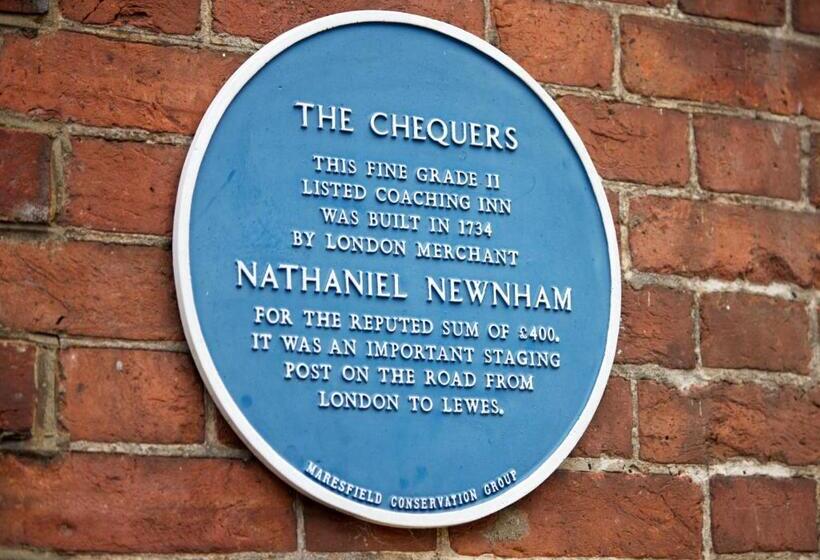 THE CHEQUERS
THIS FINE GRADE II
LISTED COACHING INN
WAS BUILT IN 1734
BY LONDON MERCHANT
NATHANIEL NEWNHAM
FOR THE REPUTED SUM OF £400.
IT WAS AN IMPORTANT STAGING
POST ON THE ROAD FROM
LONDON TO LEWES.
MARESFIELD CONSERVATION GROUP